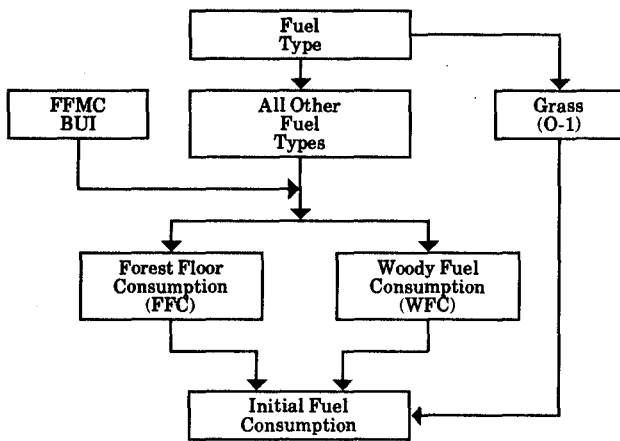 Fuel
Type
FFMC
BUI
All Other
Fuel
Types
Grass
(O-1)
Forest Floor
Consumption
(FFC)
Woody Fuel
Consumption
(WFC)
Initial Fuel
Consumption